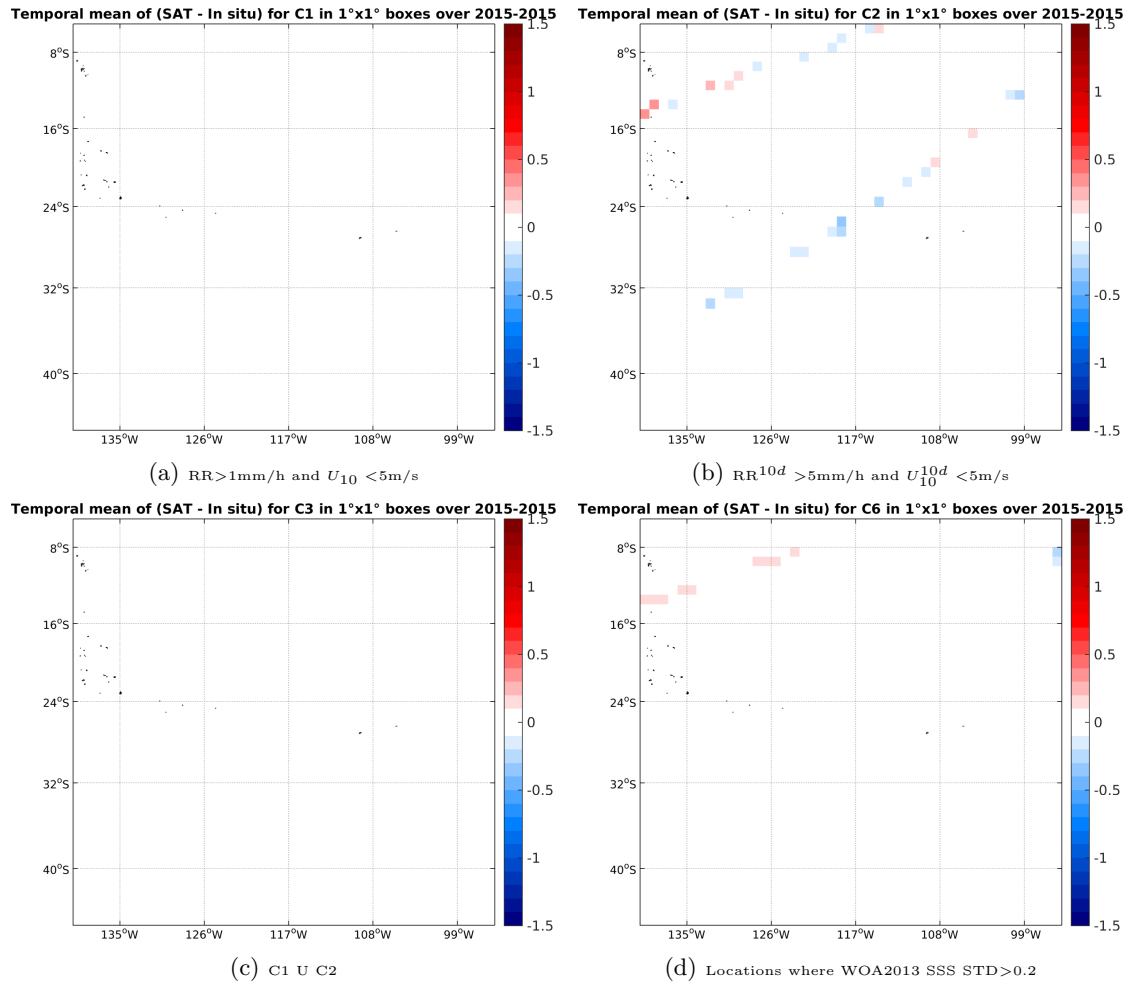 Temporal mean of (SAT - In situ) for C1 in 1°x1° boxes over 2015-2015
8°S
16°S
24°S
32°S
40°S
135°W 126°W 117°W 108°W 99°W
1.5
1
0.5
0
-0.5
-1
-1.5
(a) RR>1mm/h and U10 <5m/s
Temporal mean of (SAT - In situ) for C2 in 1°x1° boxes over 2015-2015
8°S
16°S
24°S
32°S
40°S
135°W 126°W 117°W 108°W 99°W
1.5
1
0.5
0
-0.5
-1
-1.5
(b) RR10d >5mm/h and U10 10d <5m/s
Temporal mean of (SAT - In situ) for C3 in 1°x1° boxes over 2015-2015
8°S
16°S
24°S
32°S
40°S
135°W 126°W 117°W 108°W 99°W
1.5
1
0.5
0
-0.5
-1
-1.5
(c) C1 U C2
Temporal mean of (SAT - In situ) for C6 in 1°x1° boxes over 2015-2015
8°S
16°S
24°S
32°S
40°S
135°W 126°W 117°W 108°W 99°W
1.5
1
0.5
0
-0.5
-1
-1.5
(d) Locations where WOA2013 SSS STD>0.2